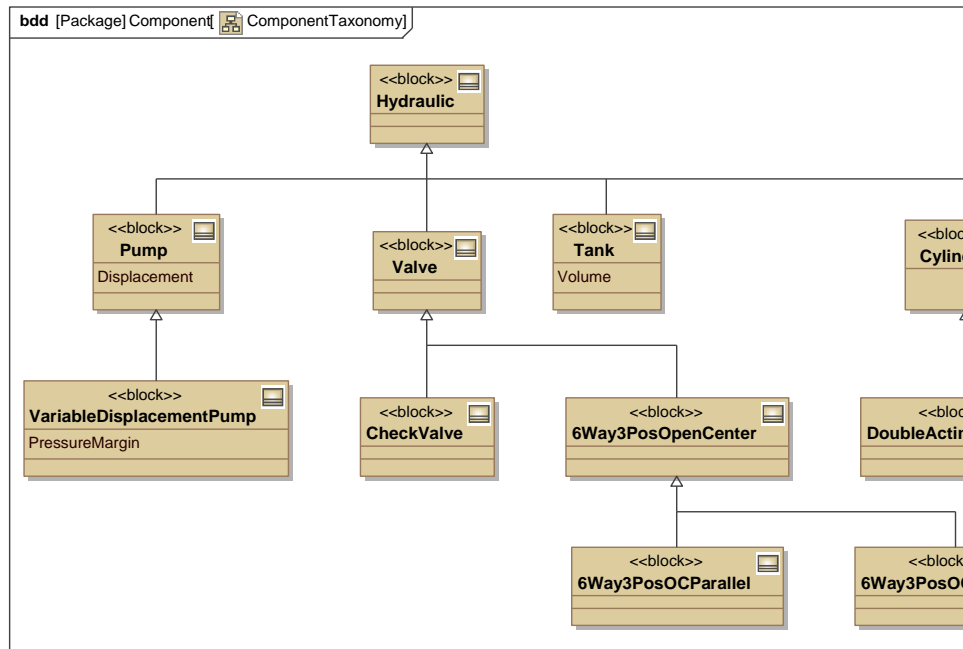 bdd [Package] Component[ ComponentTaxonomy]
<<block>>
Hydraulic
<<block>>
Pump
Displacement
<<block>>
Valve
<<block>>
Tank
Volume
<<block>>
VariableDisplacementPump
PressureMargin
<<block>>
CheckValve
<<block>>
6Way3PosOpenCenter
<<block>>
6Way3PosOCParallel